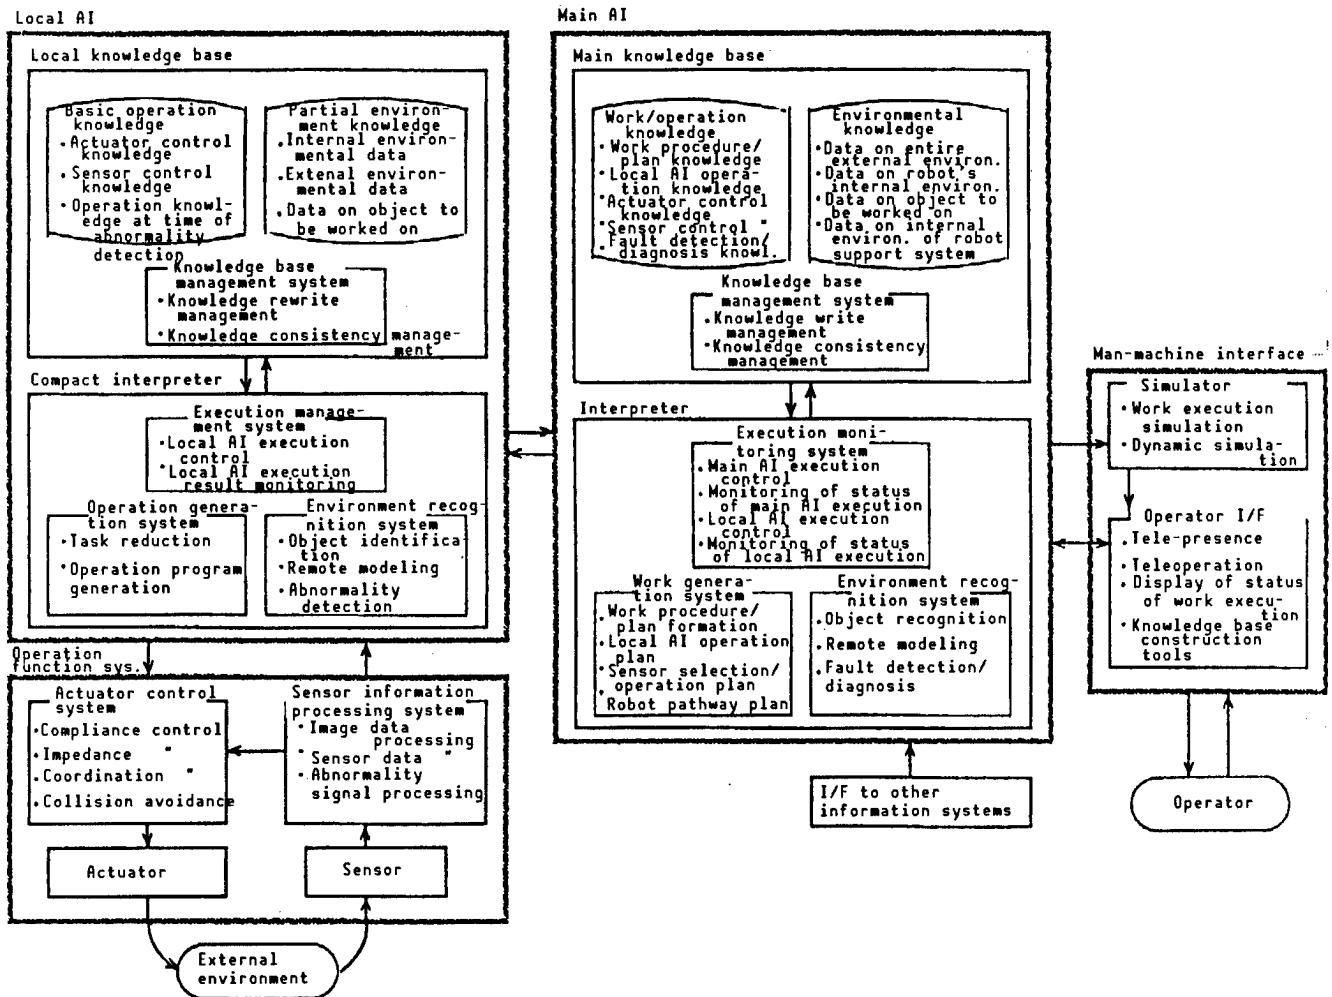 Local AI
Local knowledge base
Basic operation
knowledge
•Actuator control
knowledge
•Sensor control
knowledge
•Operation knowl-
edge at time of
abnormality
detection
Partial environ-
ment knowledge
•Internal environ-
mental data
•Extenal environ-
mental data
•Data on object to
be worked on
Knowledge base
management system
•Knowledge rewrite
management
•Knowledge consistency manage-
ment
Compact interpreter
Execution manage-
ment system
•Local AI execution
control
•Local AI execution
result monitoring
Operation genera-
tion system
•Task reduction
•Operation program
generation
Environment recog-
nition system
•Object identifica-
tion
•Remote modeling
•Abnormality
detection
Operation
function sys.
Actuator control
system
•Compliance control
•Impedance "
•Coordination "
•Collision avoidance
Sensor information
processing system
•Image data
processing
•Sensor data "
•Abnormality
signal processing
Actuator
Sensor
External
environment
Main AI
Main knowledge base
Work/operation
knowledge
•Work procedure/
plan knowledge
•Local AI opera-
tion knowledge
•Actuator control
knowledge
•Sensor control "
•Fault detection/
diagnosis knowl.
Environmental
knowledge
•Data on entire
external environ.
•Data on robot's
internal environ.
•Data on object to
be worked on
•Data on internal
environ. of robot
support system
Knowledge base
management system
•Knowledge write
management
•Knowledge consistency
management
Interpreter
Execution moni-
toring system
•Main AI execution
control
•Monitoring of status
of main AI execution
•Local AI execution
control
•Monitoring of status
of local AI execution
Work genera-
tion system
•Work procedure/
plan formation
•Local AI operation
plan
•Sensor selection/
operation plan
•Robot pathway plan
Environment recog-
nition system
•Object recognition
•Remote modeling
•Fault detection/
diagnosis
I/F to other
information systems
Man-machine interface
Simulator
•Work execution
simulation
•Dynamic simula-
tion
Operator I/F
•Tele-presence
•Teleoperation
•Display of status
of work execu-
tion
•Knowledge base
construction
tools
Operator